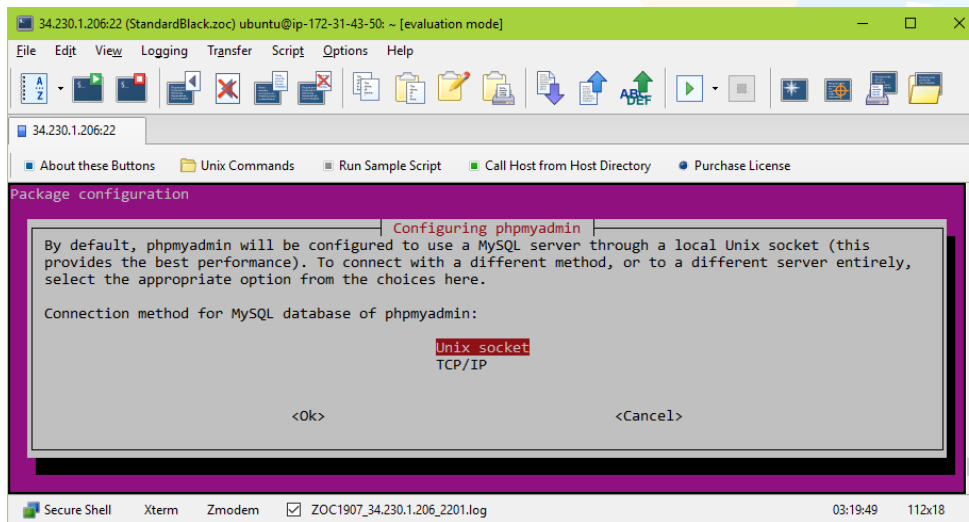 34.230.1.206:22 (StandardBlack.zoc) ubuntu@ip-172-31-43-50: ~ [evaluation mode]
File Edit View Logging Transfer Script Options Help
34.230.1.206:22
About these Buttons Unix Commands Run Sample Script Call Host from Host Directory Purchase License
Package configuration
Configuring phpmyadmin
By default, phpmyadmin will be configured to use a MySQL server through a local Unix socket (this
provides the best performance). To connect with a different method, or to a different server entirely,
select the appropriate option from the choices here.
Connection method for MySQL database of phpmyadmin:
Unix socket
TCP/IP
<Ok> <Cancel>
Secure Shell Xterm Zmodem ZOC1907_34.230.1.206_2201.log 03:19:49 112x18